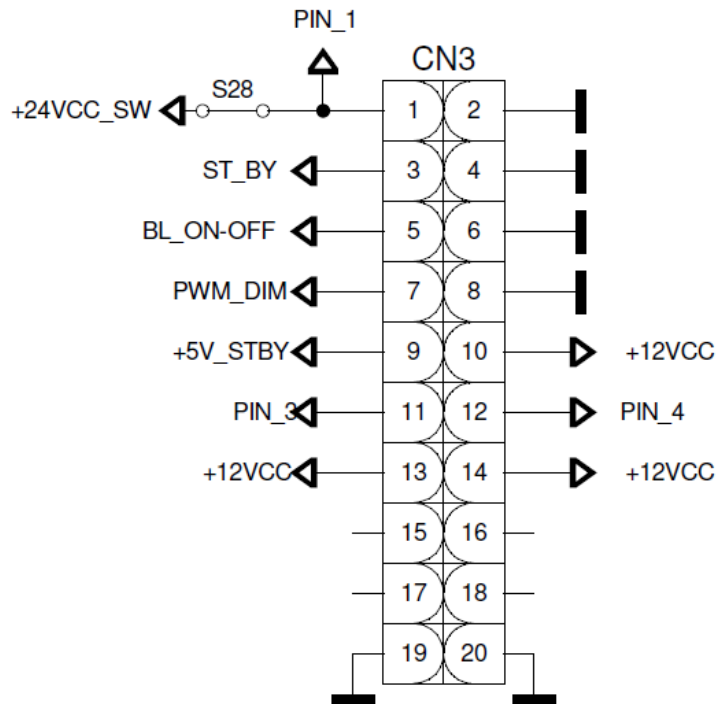 PIN_1
CN3
S28
+24VCC_SW 1 2
ST_BY 3 4
BL_ON-OFF 5 6
PWM_DIM 7 8
+5V_STBY 9 10 +12VCC
PIN_3 11 12 PIN_4
+12VCC 13 14 +12VCC
15 16
17 18
19 20